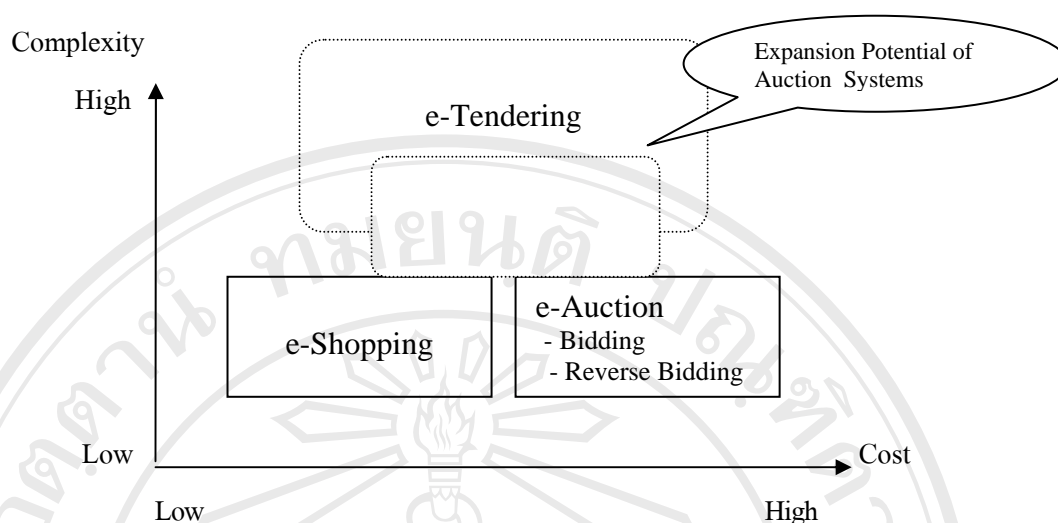 Complexity
Expansion Potential of
Auction Systems
High
e-Tendering
e-Shopping
e-Auction
- Bidding
- Reverse Bidding
Low
Cost
Low
High